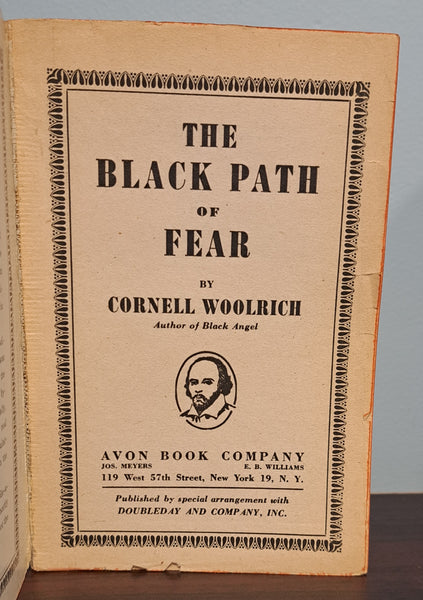 THE
BLACK PATH
OF
FEAR
BY
CORNELL WOOLRICH
Author of Black Angel
AVON BOOK COMPANY
JOS. MEYERS E. B. WILLIAMS
119 West 57th Street, New York 19, N. Y.
Published by special arrangement with
DOUBLEDAY AND COMPANY, INC.